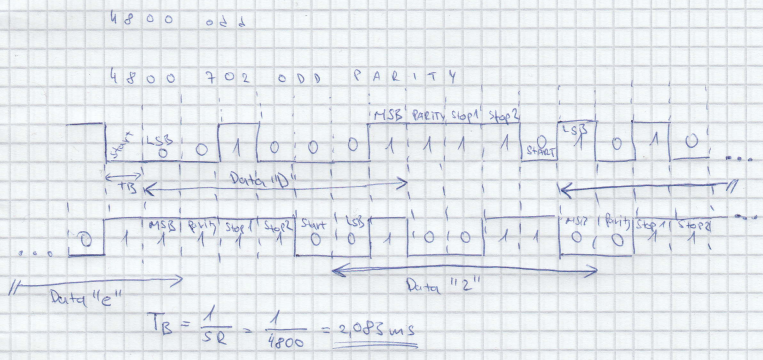 4800 odd
4800 7O2 ODD PARITY
MSB PARITY Stop1 Stop2
Start LSB 0 0 1 0 0 0 1 1 1 1 0 START LSB 1 0 1 0 ...
TB Data "D"
... 0 1 MSB 1 Parity 1 Stop1 1 Stop2 1 Start 0 LSB 0 1 0 0 1 1 MSB 0 Parity 0 Stop1 1 Stop2 1 ...
Data "e" Data "2"
TB = 1/SR = 1/4800 = 2,083 ms